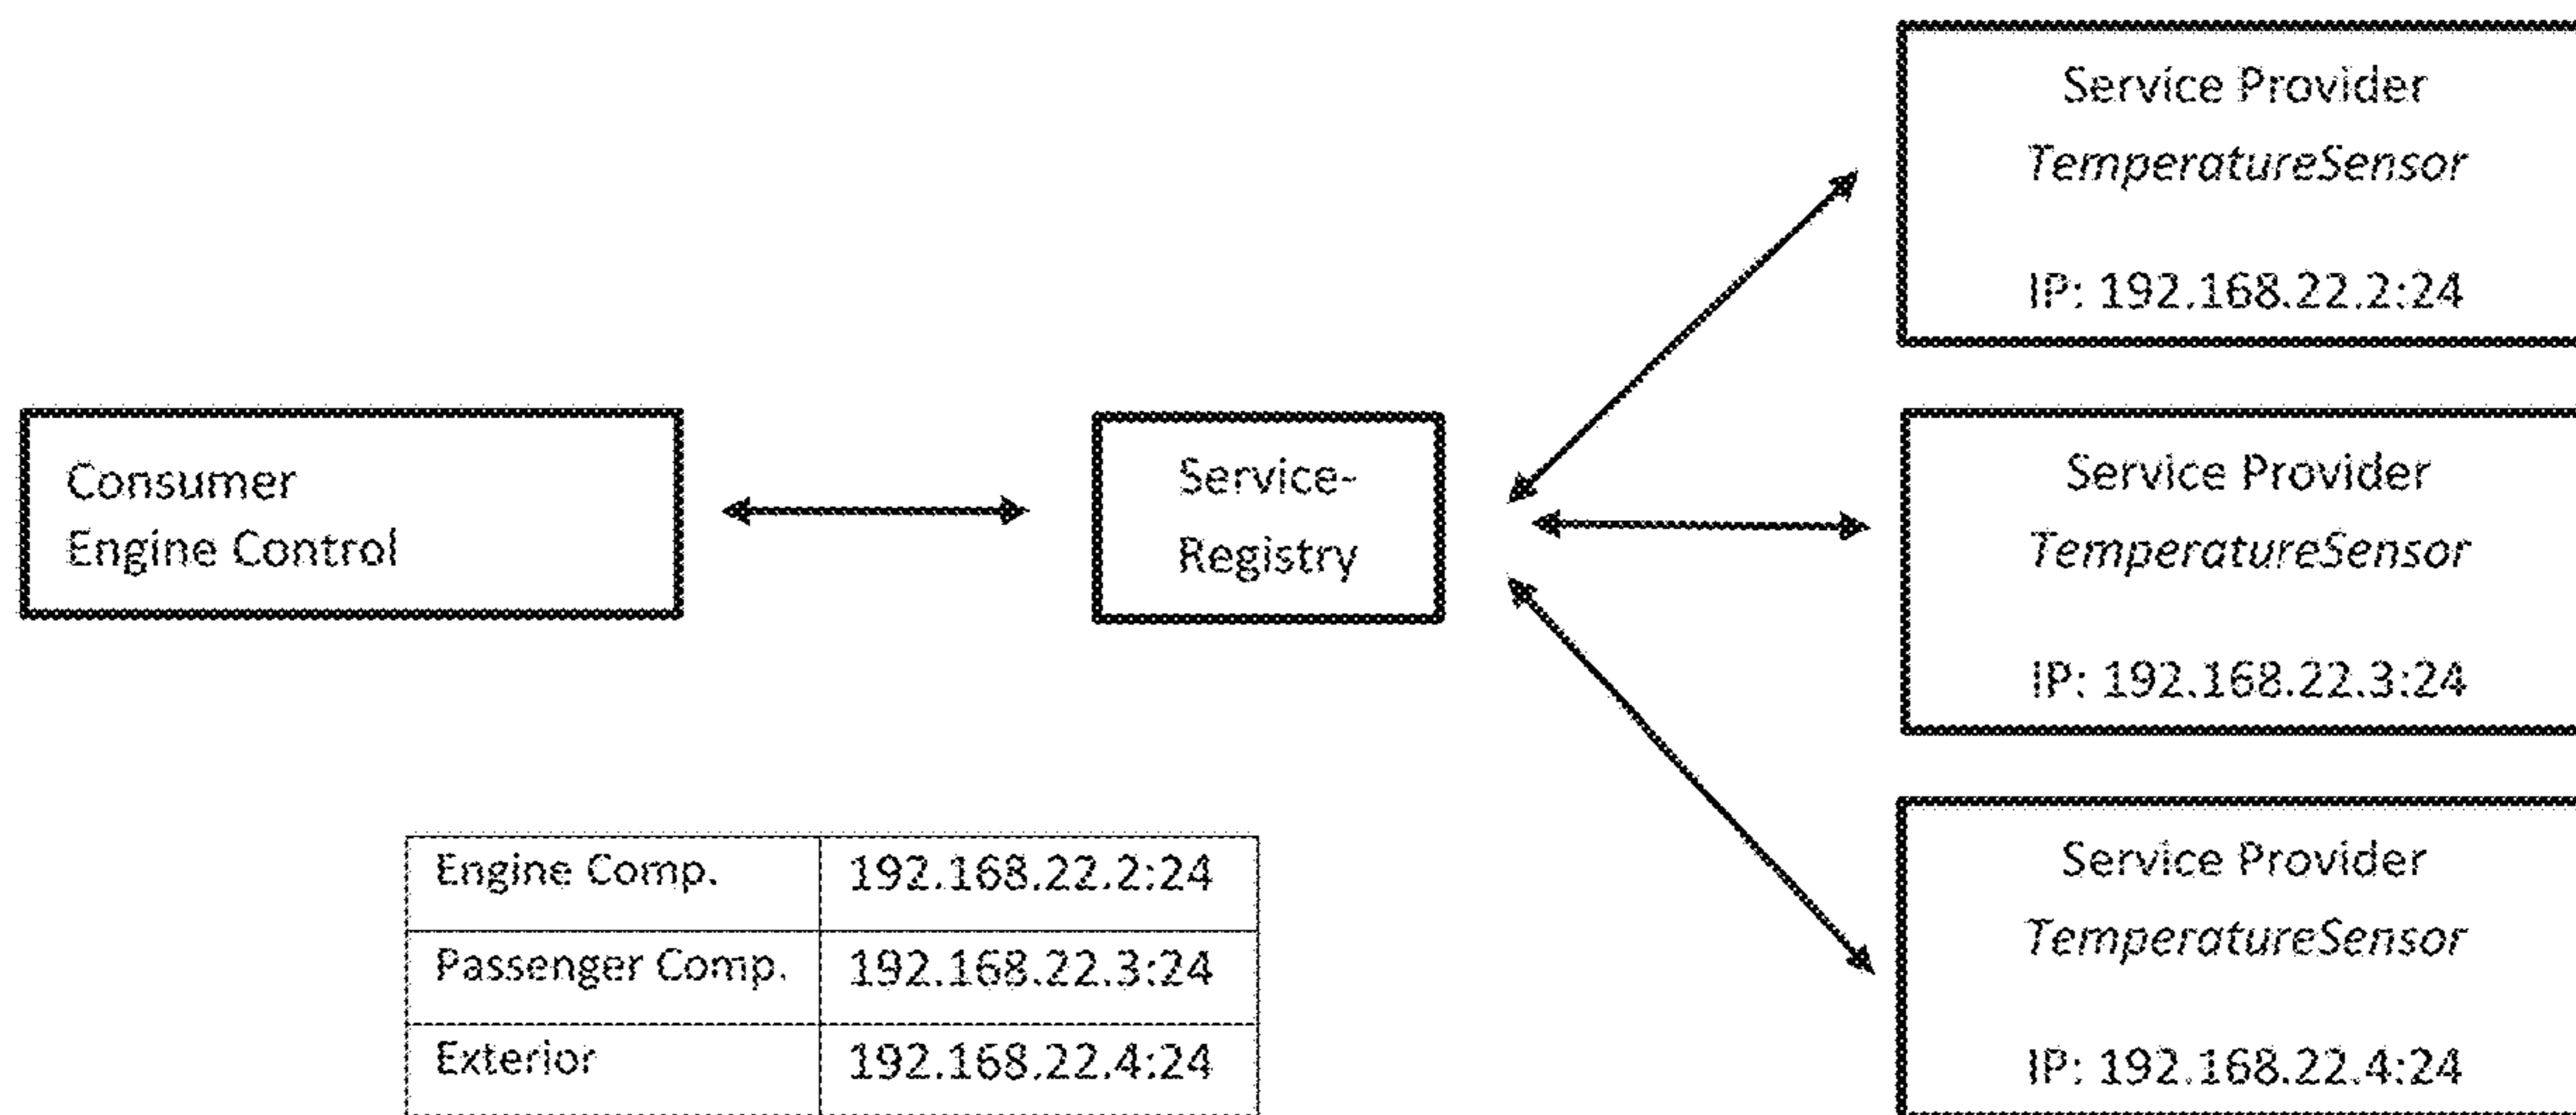 Service Provider
TemperatureSensor
IP: 192.168.22.2:24
Consumer
Engine Control
Service-
Registry
Service Provider
TemperatureSensor
IP: 192.168.22.3:24
Engine Comp. 192.168.22.2:24
Passenger Comp. 192.168.22.3:24
Exterior 192.168.22.4:24
Service Provider
TemperatureSensor
IP: 192.168.22.4:24